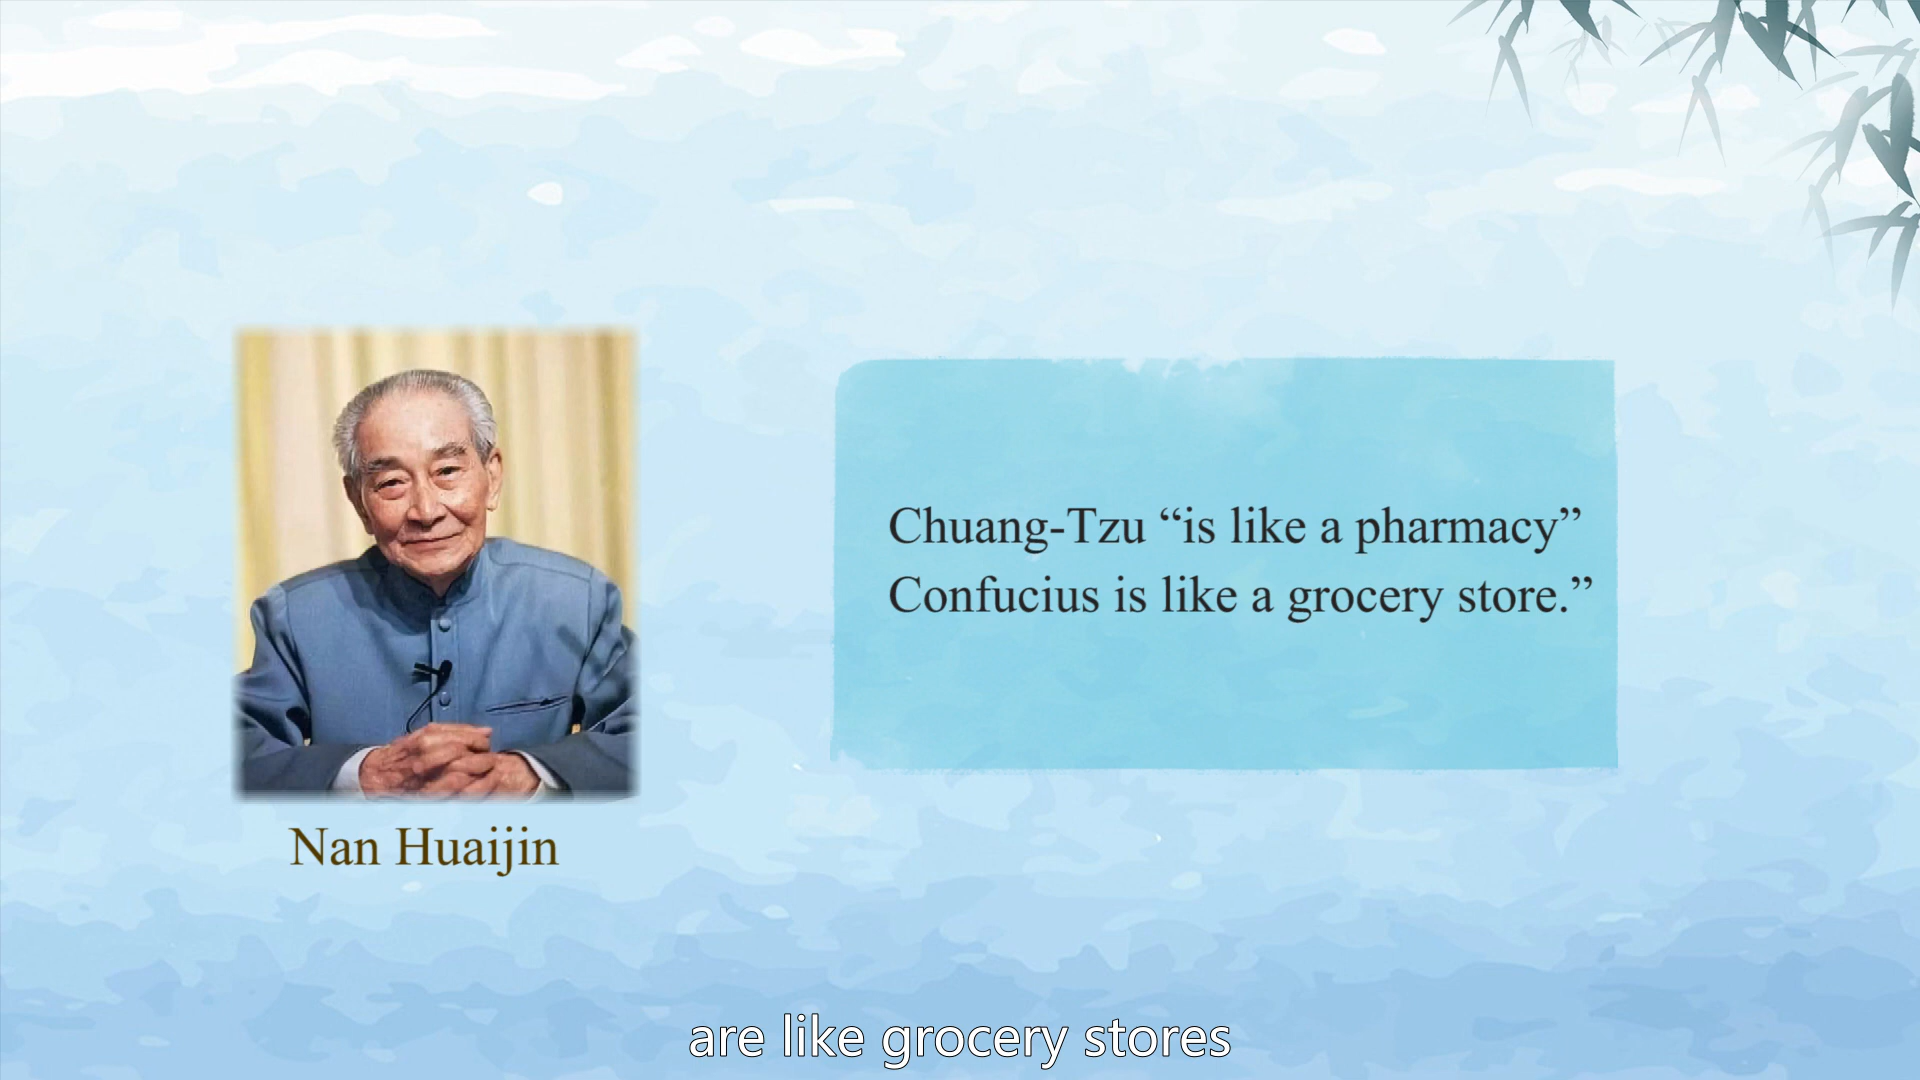 Chuang-Tzu “is like a pharmacy”
Confucius is like a grocery store.”
Nan Huaijin
are like grocery stores